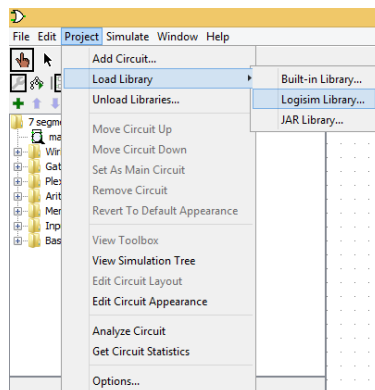 File Edit Project Simulate Window Help
Add Circuit...
Load Library
Unload Libraries...
Move Circuit Up
Move Circuit Down
Set As Main Circuit
Remove Circuit
Revert To Default Appearance
View Toolbox
View Simulation Tree
Edit Circuit Layout
Edit Circuit Appearance
Analyze Circuit
Get Circuit Statistics
Options...
Built-in Library...
Logisim Library...
JAR Library...
7 segm
ma
Wir
Gat
Plex
Arit
Mer
Inp
Bas